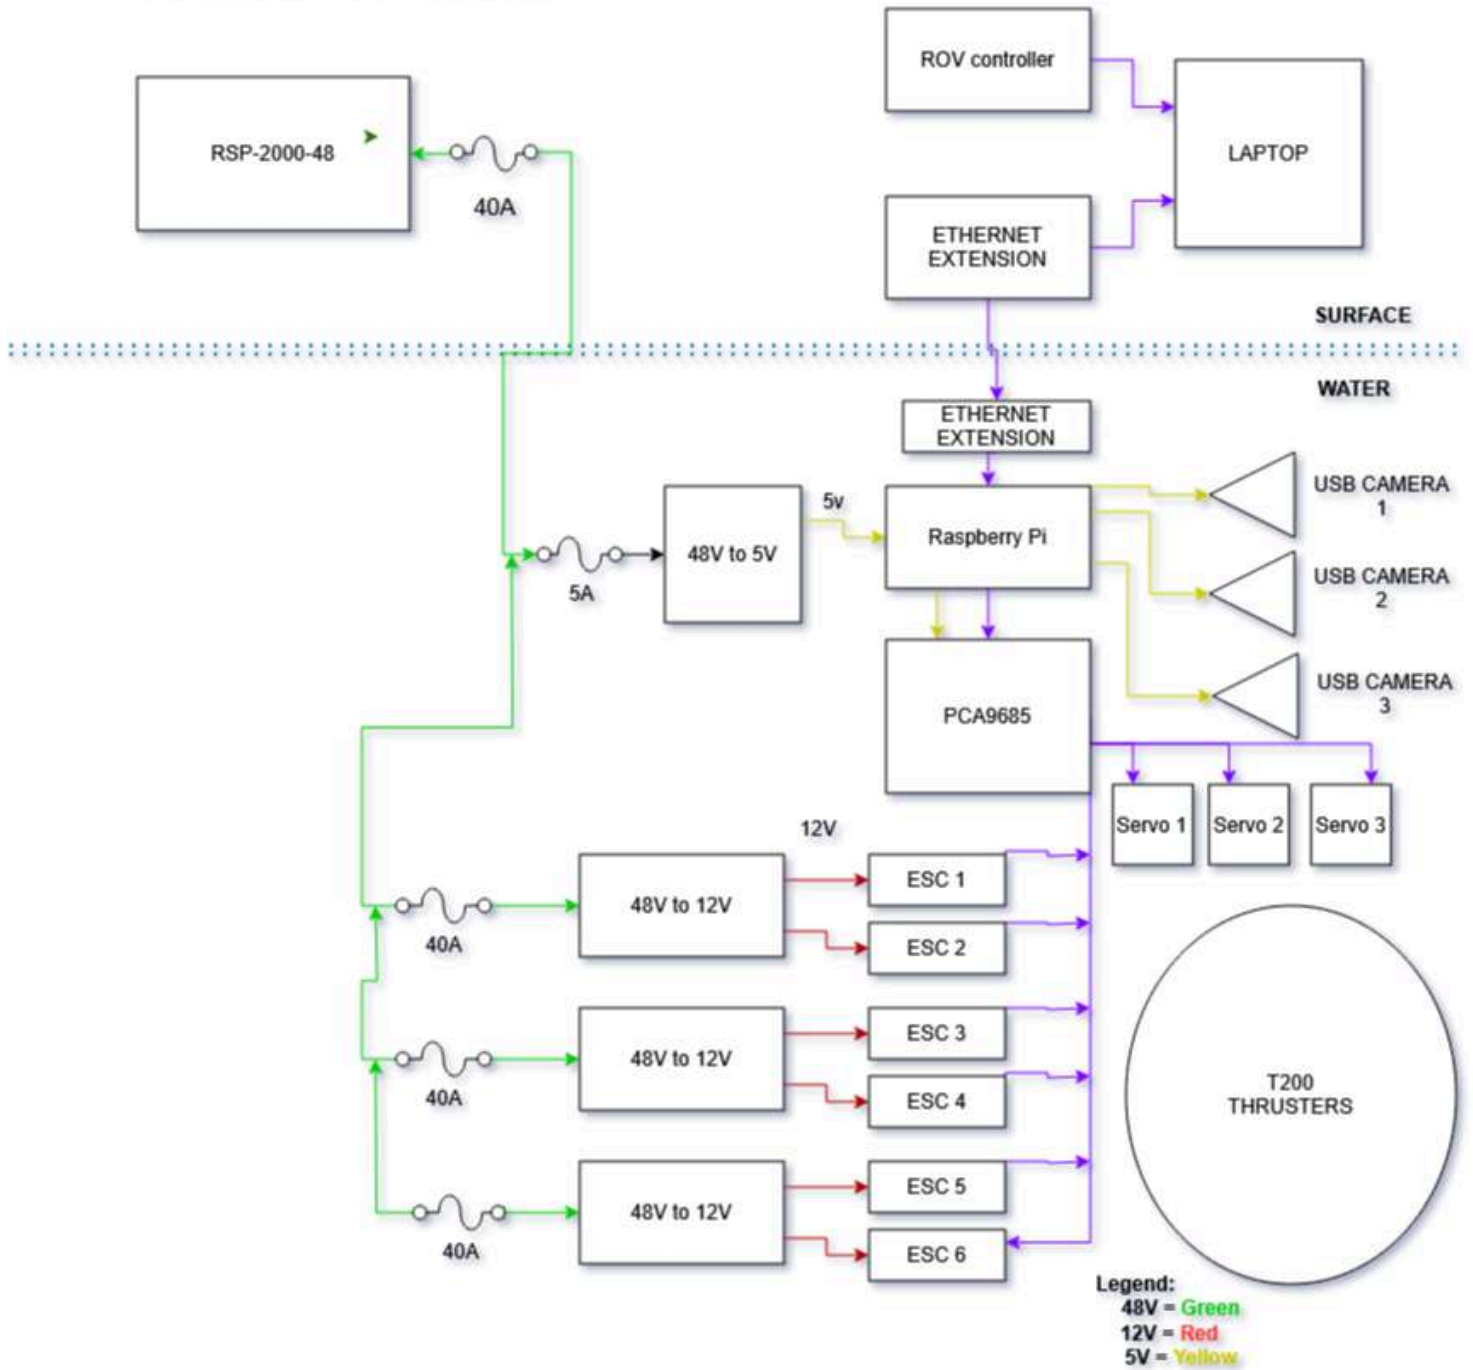 ROV controller
RSP-2000-48
LAPTOP
40A
ETHERNET
EXTENSION
SURFACE
WATER
ETHERNET
EXTENSION
USB CAMERA
1
5v
48V to 5V
Raspberry Pi
5A
USB CAMERA
2
USB CAMERA
3
PCA9685
Servo 1
Servo 2
Servo 3
12V
48V to 12V
ESC 1
ESC 2
40A
48V to 12V
ESC 3
ESC 4
40A
T200
THRUSTERS
48V to 12V
ESC 5
ESC 6
40A
Legend:
48V = Green
12V = Red
5V = Yellow